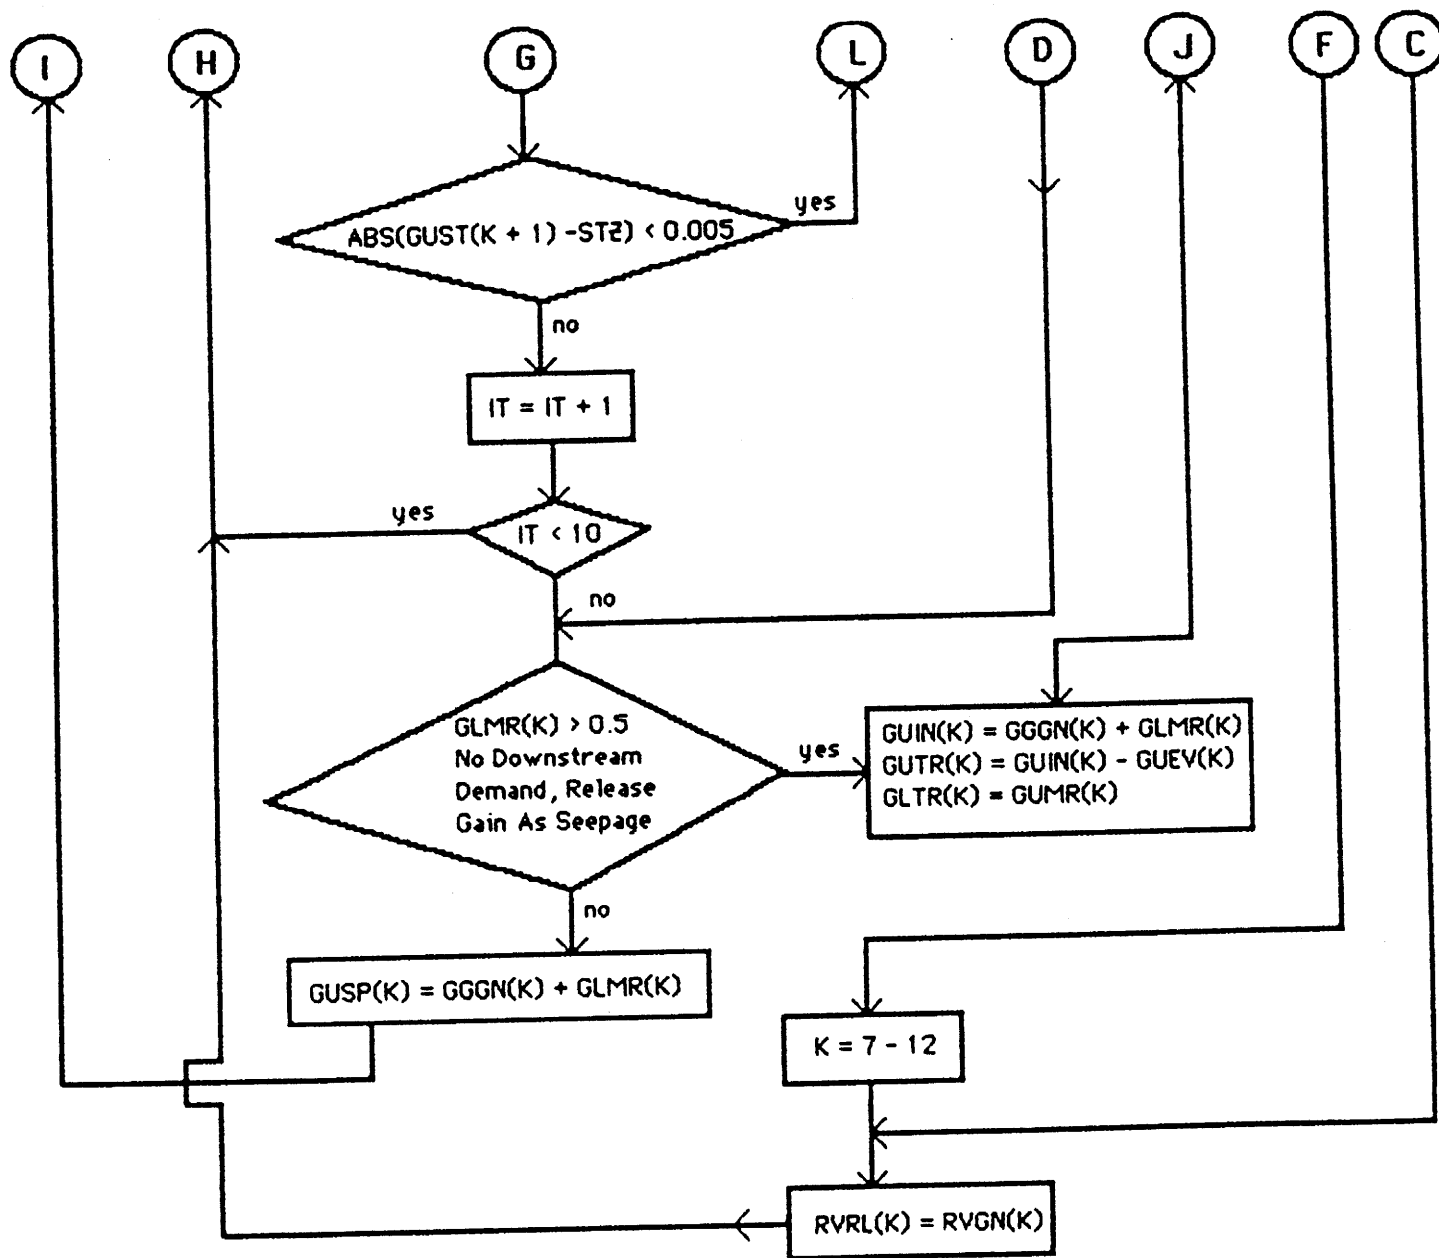 I
H
G
L
D
J
F
C
yes
ABS(GUST(K + 1) -STZ) < 0.005
no
IT = IT + 1
yes
IT < 10
no
GLMR(K) > 0.5
No Downstream
Demand, Release
Gain As Seepage
yes
GUIN(K) = GGGN(K) + GLMR(K)
GUTR(K) = GUIN(K) - GUEV(K)
GLTR(K) = GUMR(K)
no
GUSP(K) = GGGN(K) + GLMR(K)
K = 7 - 12
RVRL(K) = RVGN(K)